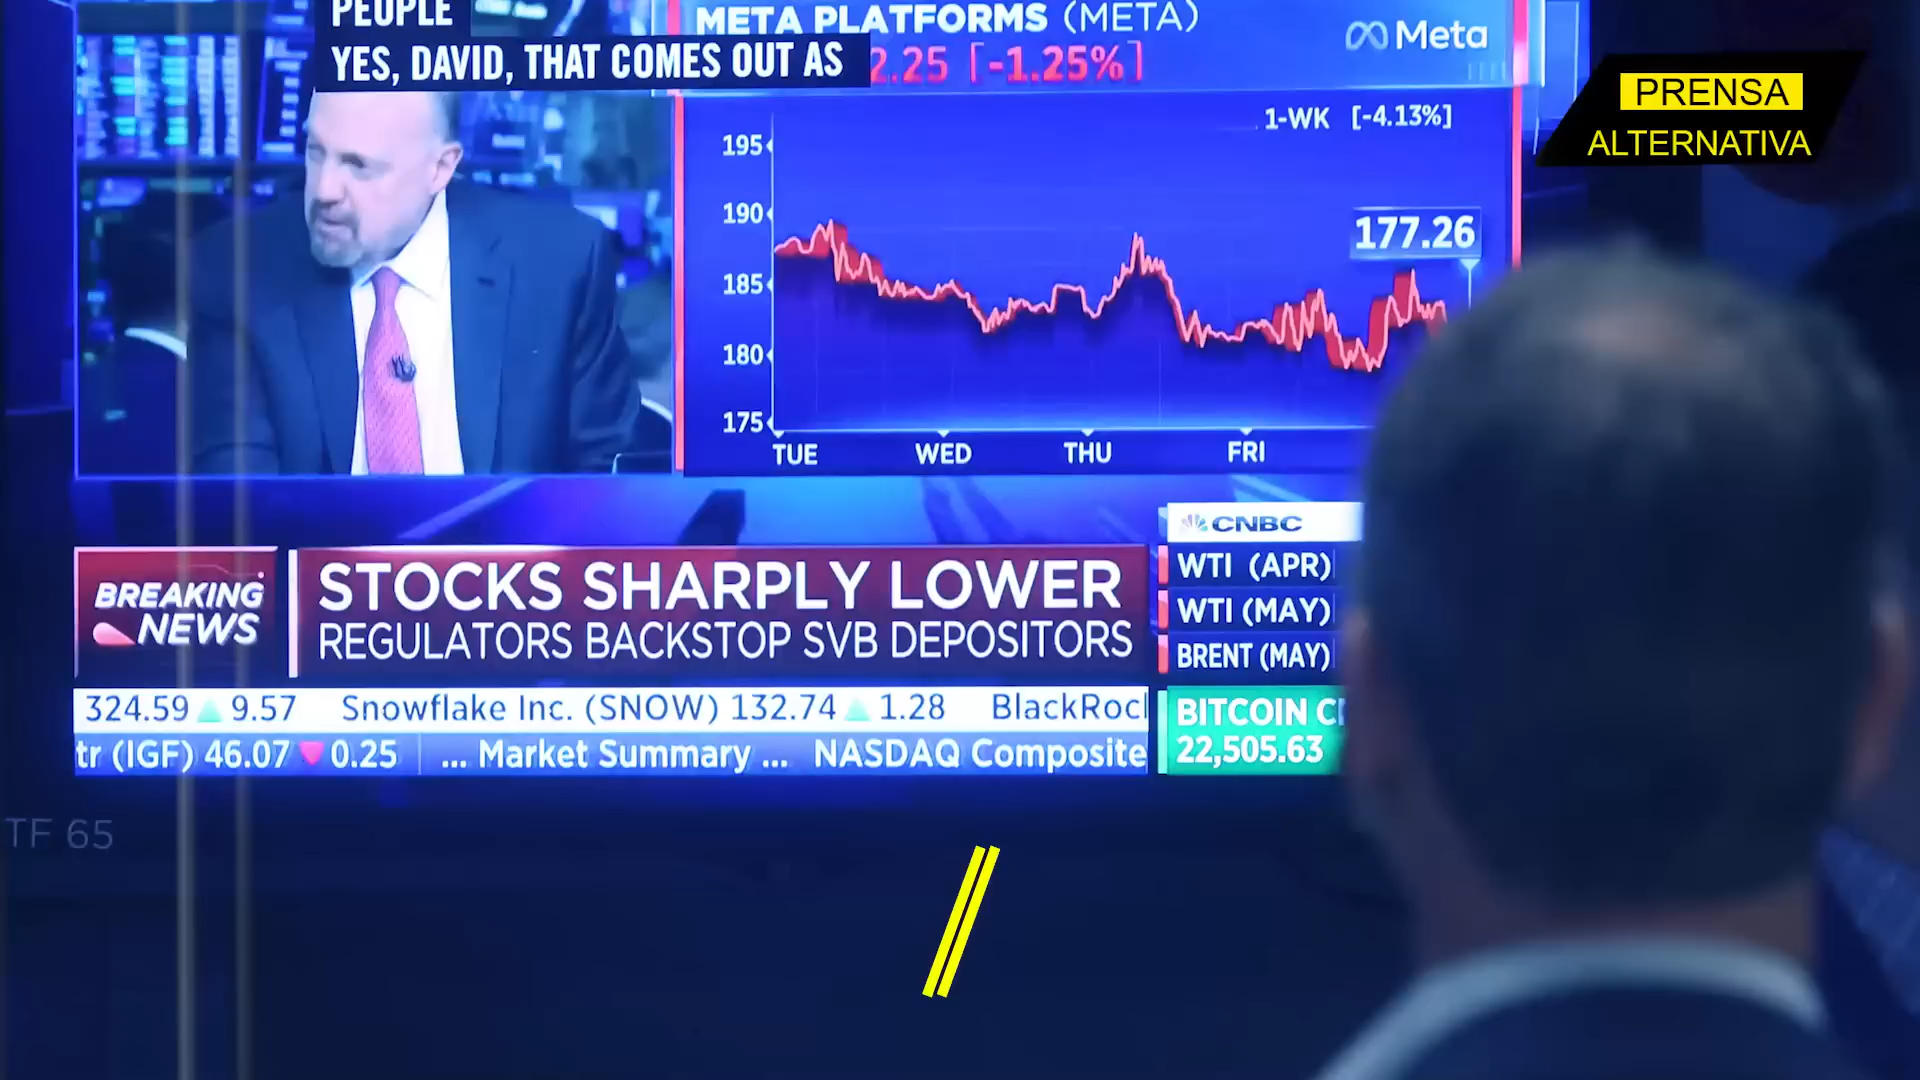 PEOPLE
YES, DAVID, THAT COMES OUT AS
META PLATFORMS (META)
2.25 [-1.25%]
Meta
PRENSA
ALTERNATIVA
1-WK [-4.13%]
195
190
177.26
185
180
175
TUE WED THU FRI
CNBC
WTI (APR)
WTI (MAY)
BRENT (MAY)
BREAKING
NEWS
STOCKS SHARPLY LOWER
REGULATORS BACKSTOP SVB DEPOSITORS
324.59 ▲ 9.57 Snowflake Inc. (SNOW) 132.74 ▲ 1.28 BlackRoc
tr (IGF) 46.07 ▼ 0.25 ... Market Summary ... NASDAQ Composite
BITCOIN C
22,505.63
TF 65